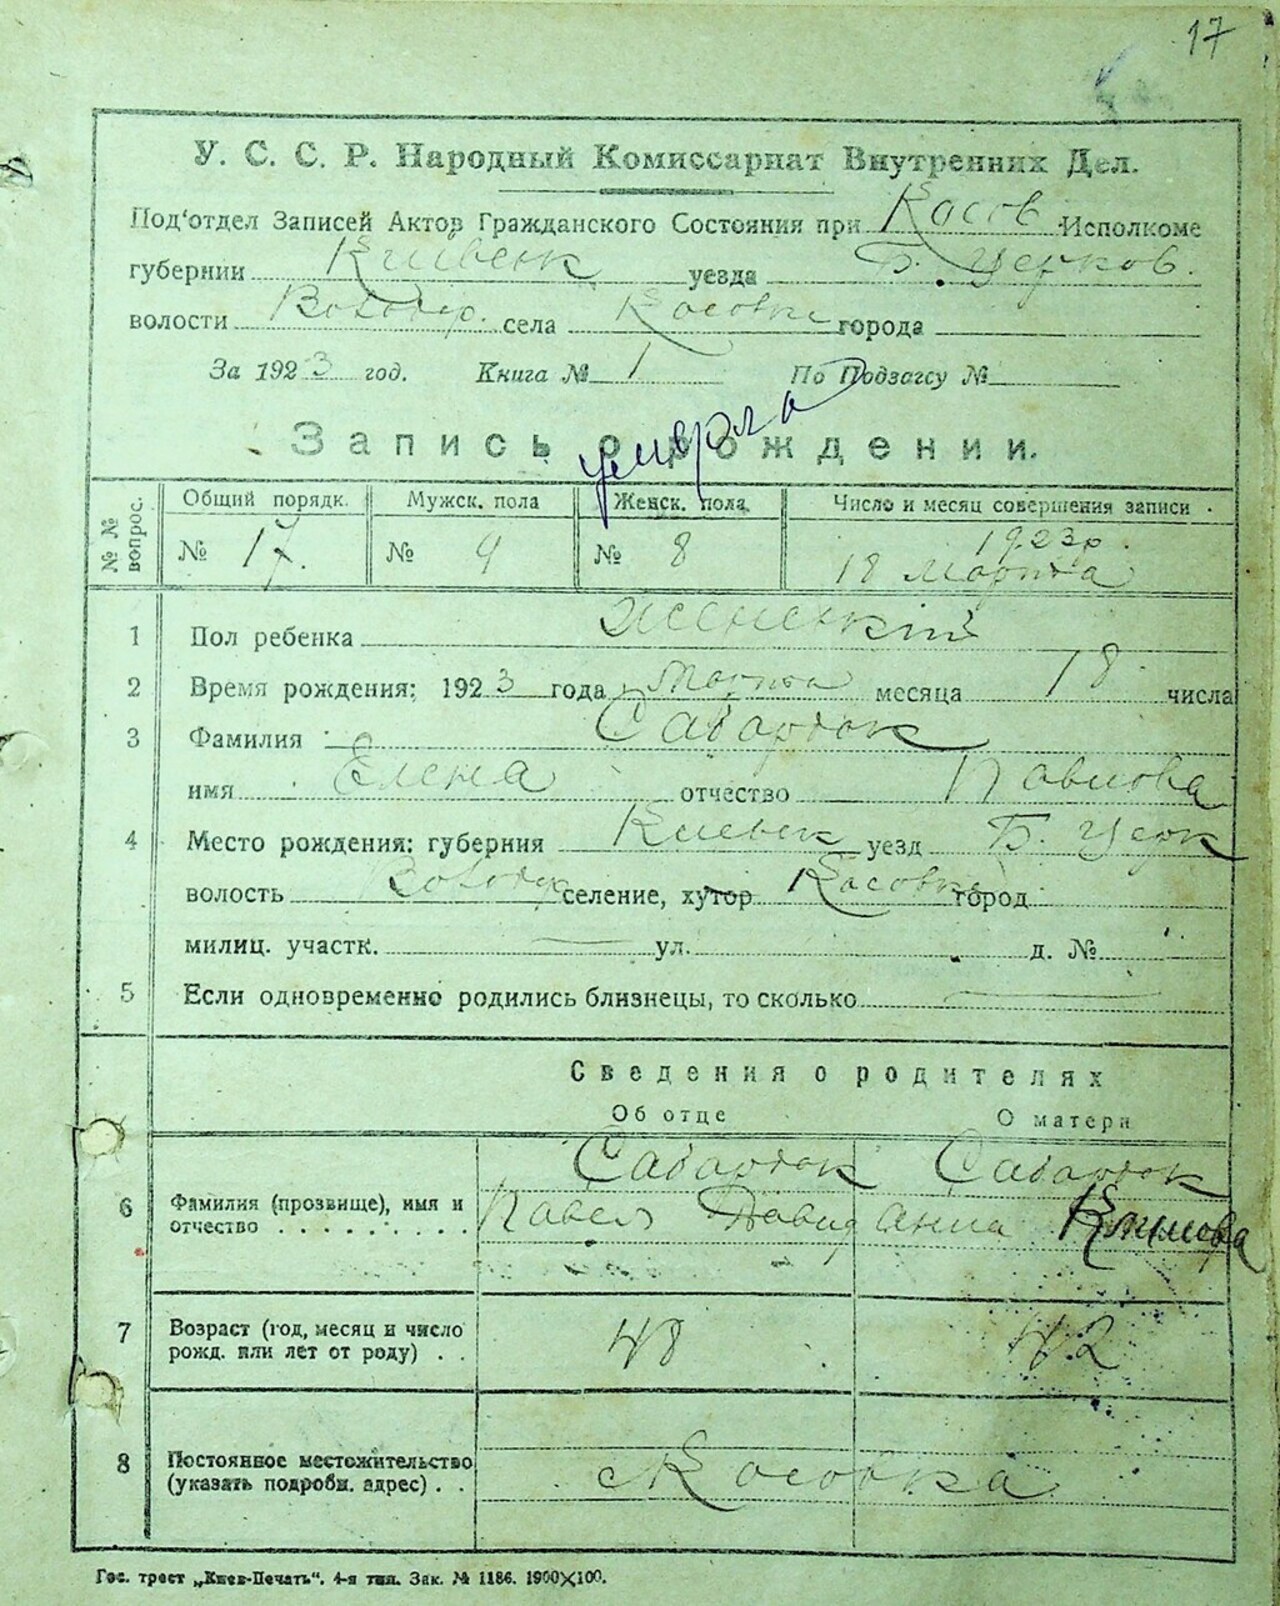 17
У. С. С. Р. Народный Комиссариат Внутренних Дел.
Под'отдел Записей Актов Гражданского Состояния при Косов Исполкоме
губернии Киевск уезда Б. Церков.
волости Володар. села Косовки города
За 1923 год. Книга № 1 По Подзагсу №
умерла
Запись о рождении.
№ № вопрос. Общий порядк. Мужск. пола Женск. пола Число и месяц совершения записи
№ 17. № 9 № 8 1923 р. 18 Марта
1 Пол ребенка Женский
2 Время рождения: 1923 года Марта месяца 18 числа
3 Фамилия
имя Елена отчество Павлова
4 Место рождения: губерния Киевск уезд Б. Церк
волость Володар селение, хутор Косовка город
милиц. участк. — ул. д. №
5 Если одновременно родились близнецы, то сколько —
Сведения о родителях
Об отце О матери
6 Фамилия (прозвище), имя и
отчество Павел Давид Анна Климова
7 Возраст (год, месяц и число
рожд. или лет от роду) . . 48 42
8 Постоянное местожительство
(указать подробн. адрес) . . с Косовка
Гос. трест „Киев-Печать". 4-я тип. Зак. № 1186. 1900×100.